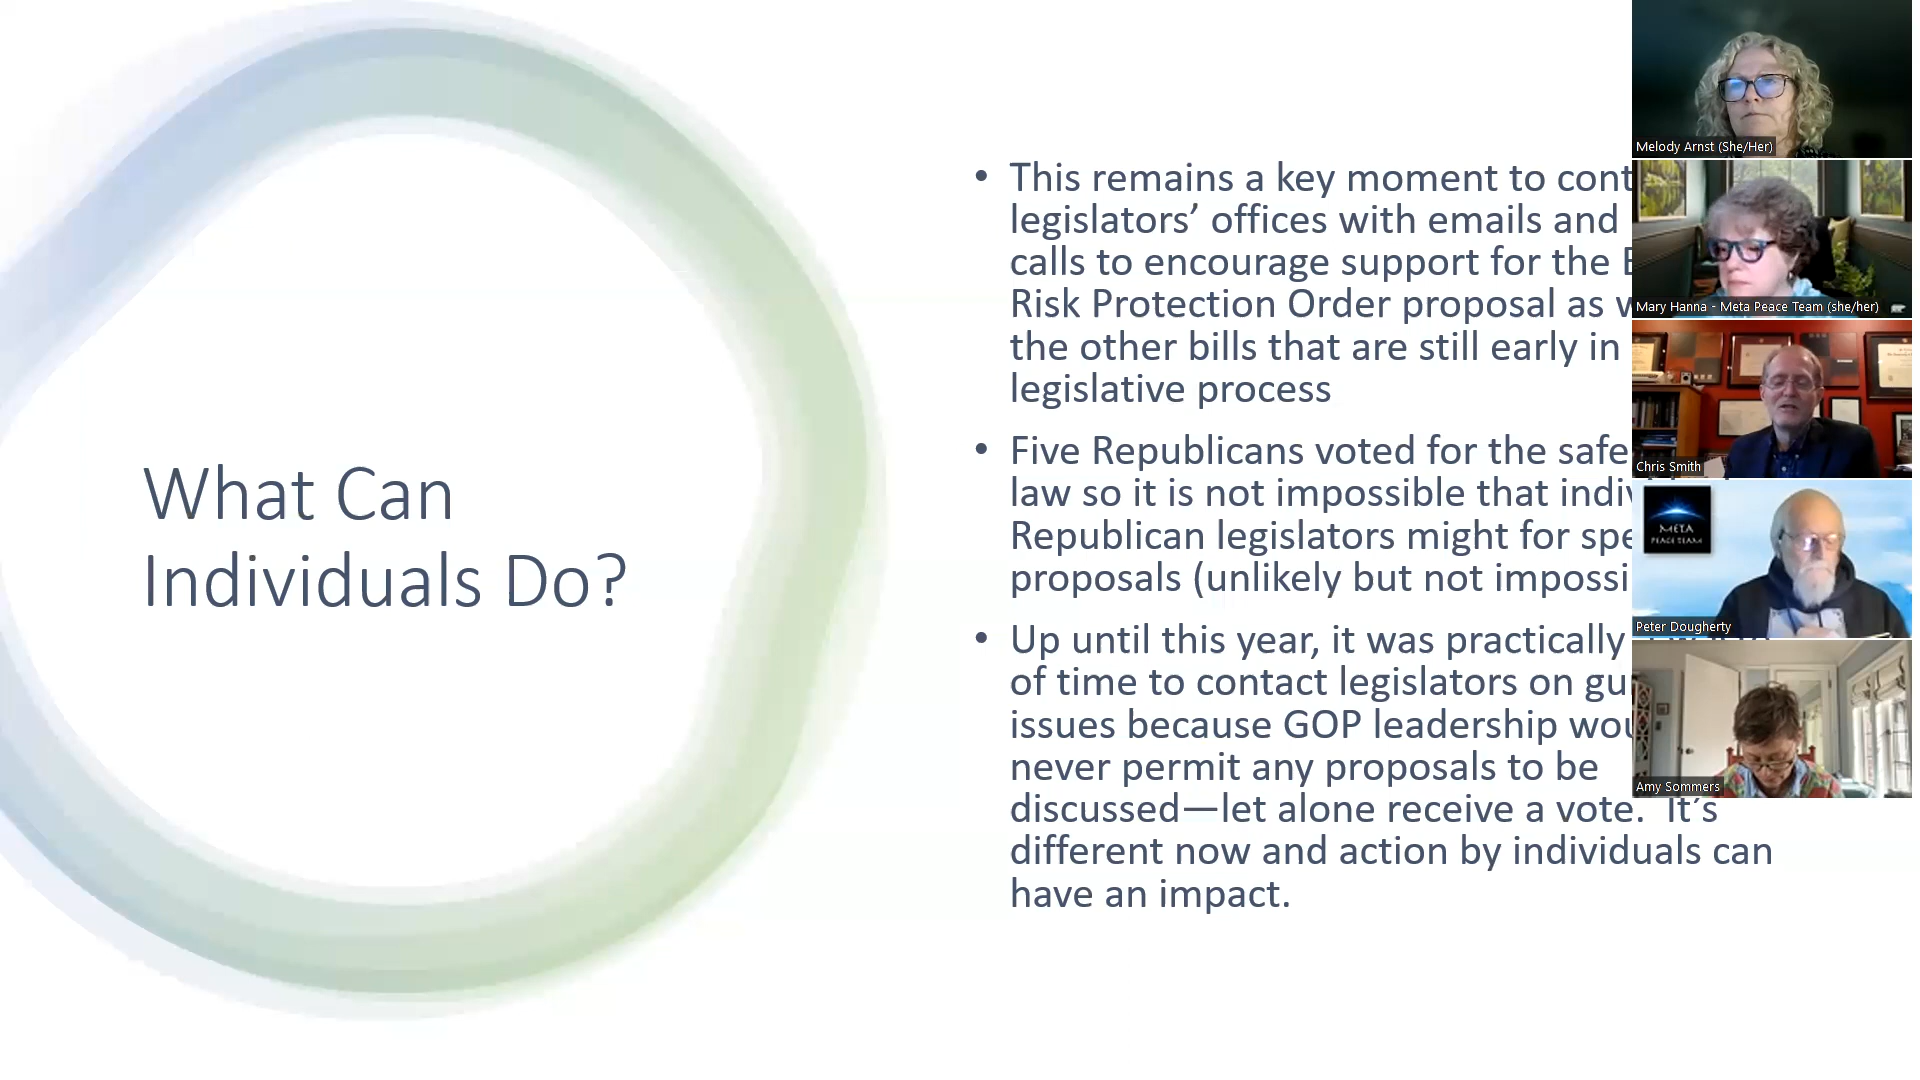 What Can
Individuals Do?
• This remains a key moment to
legislators’ offices with emails and
calls to encourage support for the
Risk Protection Order proposal as
the other bills that are still early in
legislative process
• Five Republicans voted for the safe
law so it is not impossible that
Republican legislators might for
proposals (unlikely but not
• Up until this year, it was practically
of time to contact legislators on
issues because GOP leadership
never permit any proposals to be
discussed—let alone receive a vote. It’s
different now and action by individuals can
have an impact.
Melody Arnst (She/Her)
Mary Hanna - Meta Peace Team (she/her)
Chris Smith
META
PEACE TEAM
Peter Dougherty
Amy Sommers